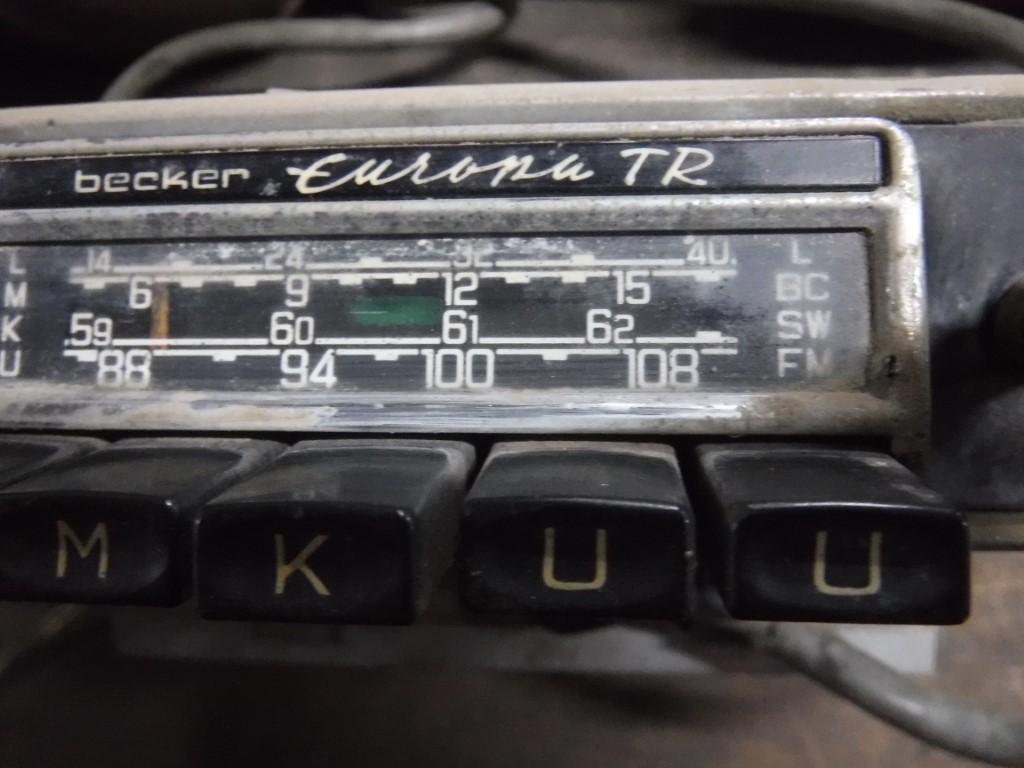 becker Europa TR
L 14 24 32 40 L
M 6 9 12 15 BC
K 59 60 61 62 SW
U 88 94 100 108 FM
M K U U